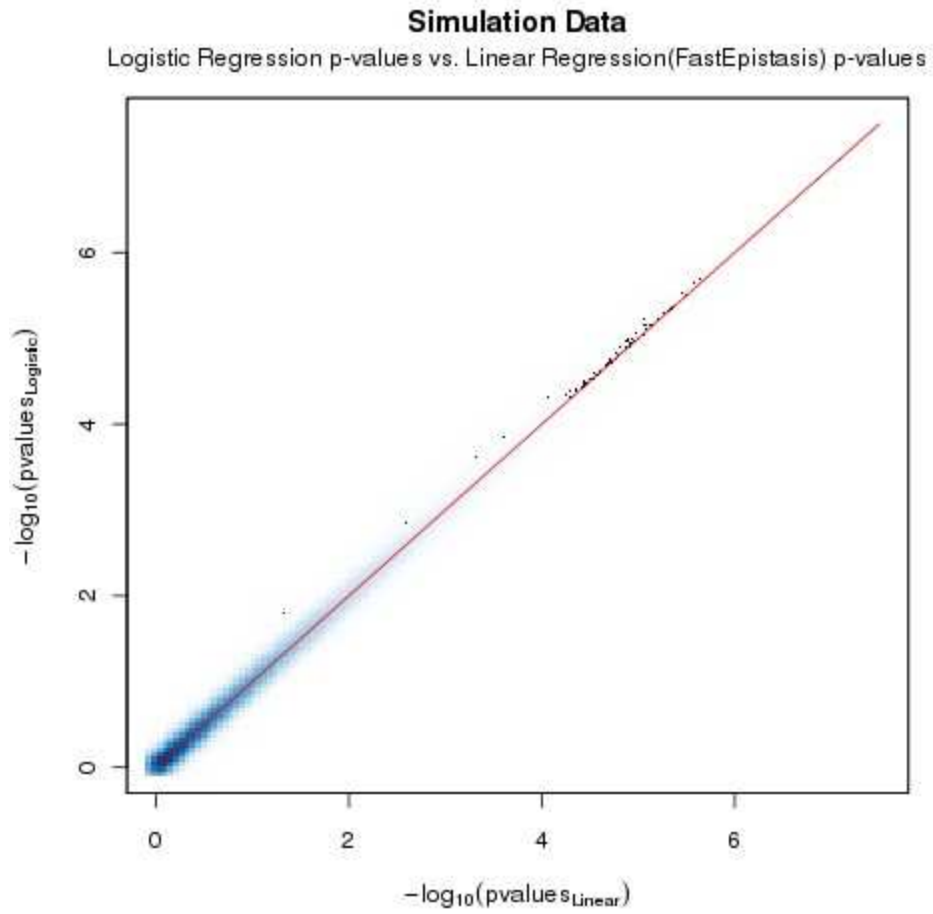 Simulation Data
Logistic Regression p-values vs. Linear Regression(FastEpistasis) p-values
6
4
2
0
−log10(pvaluesLogistic)
0 2 4 6
−log10(pvaluesLinear)